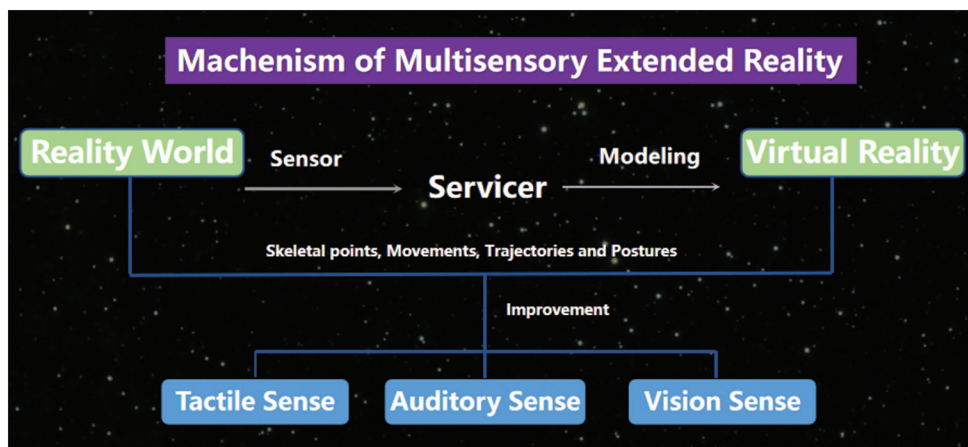 Machenism of Multisensory Extended Reality
Reality World
Sensor
Servicer
Modeling
Virtual Reality
Skeletal points, Movements, Trajectories and Postures
Improvement
Tactile Sense
Auditory Sense
Vision Sense